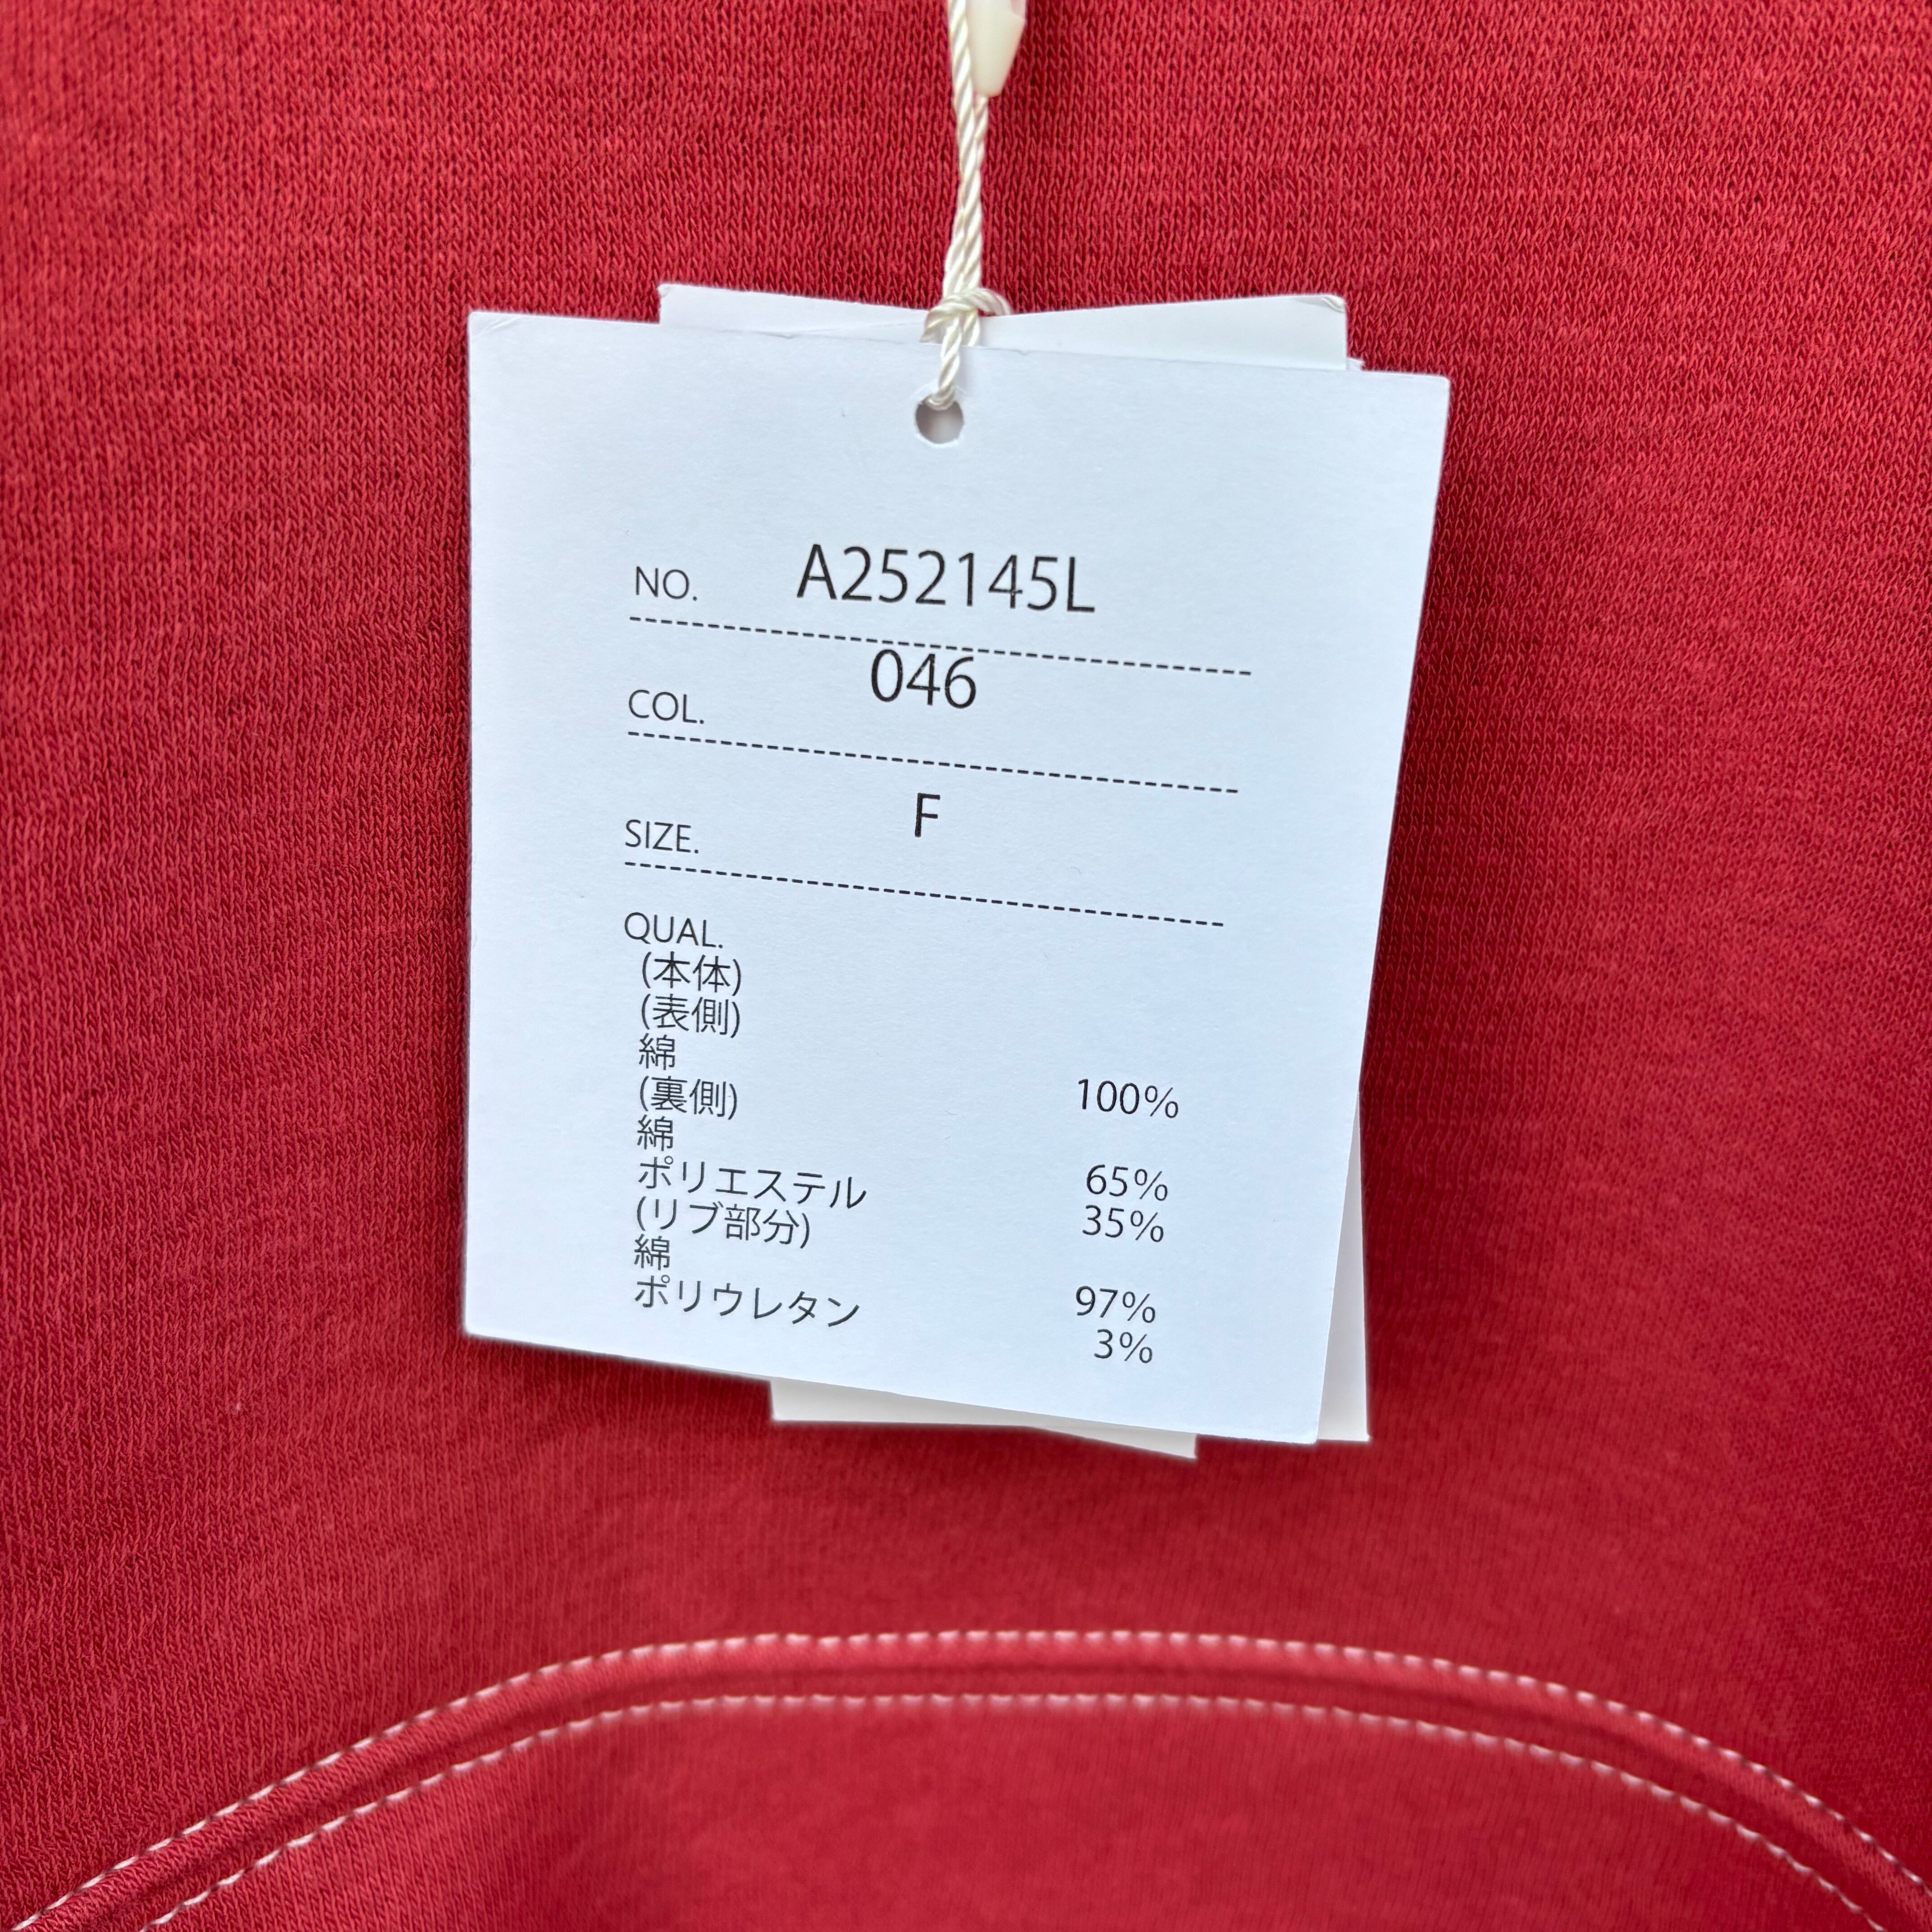 NO. A252145L
COL. 046
SIZE. F
QUAL.
(本体)
(表側)
綿 100%
(裏側)
綿 65%
ポリエステル 35%
(リブ部分)
綿 97%
ポリウレタン 3%